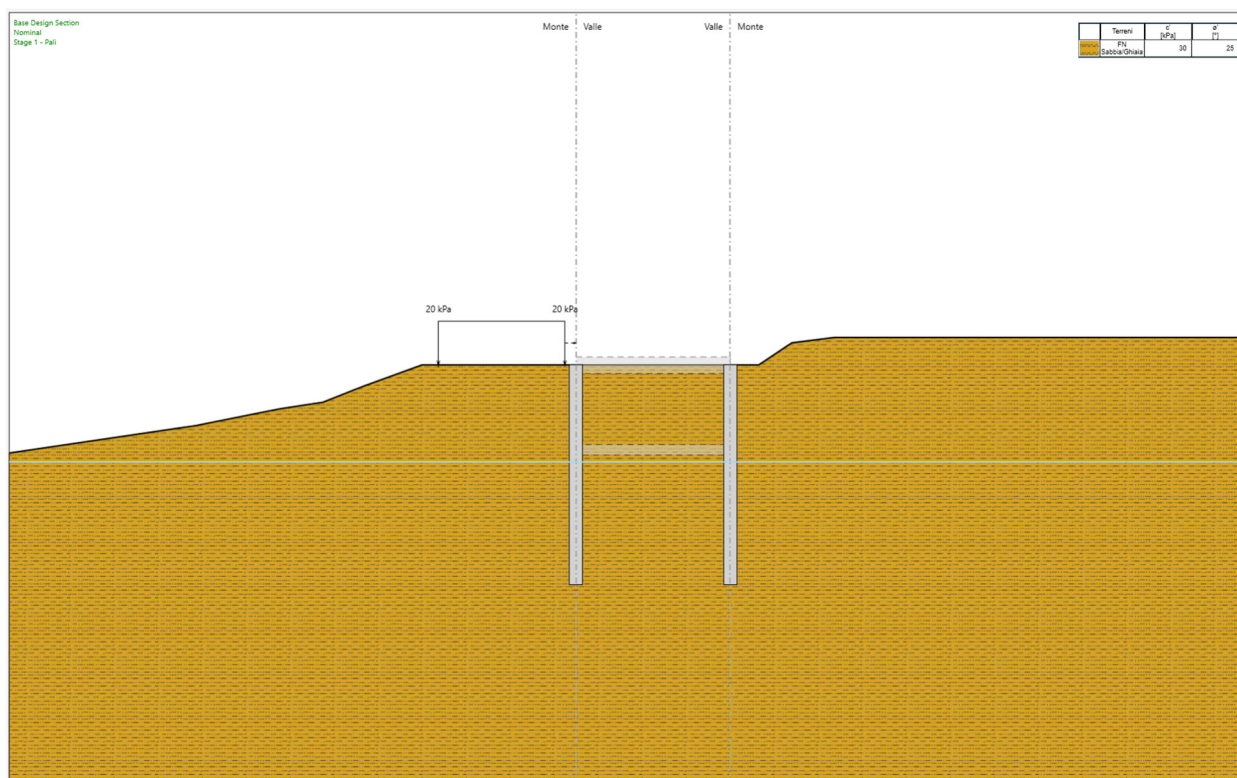 Base Design Section
Nominal
Stage 1 - Pali
Monte
Valle
Valle
Monte
Terreni
c'
[kPa]
ø'
[°]
FN
Sabbia/Ghiaia
30
25
20 kPa
20 kPa